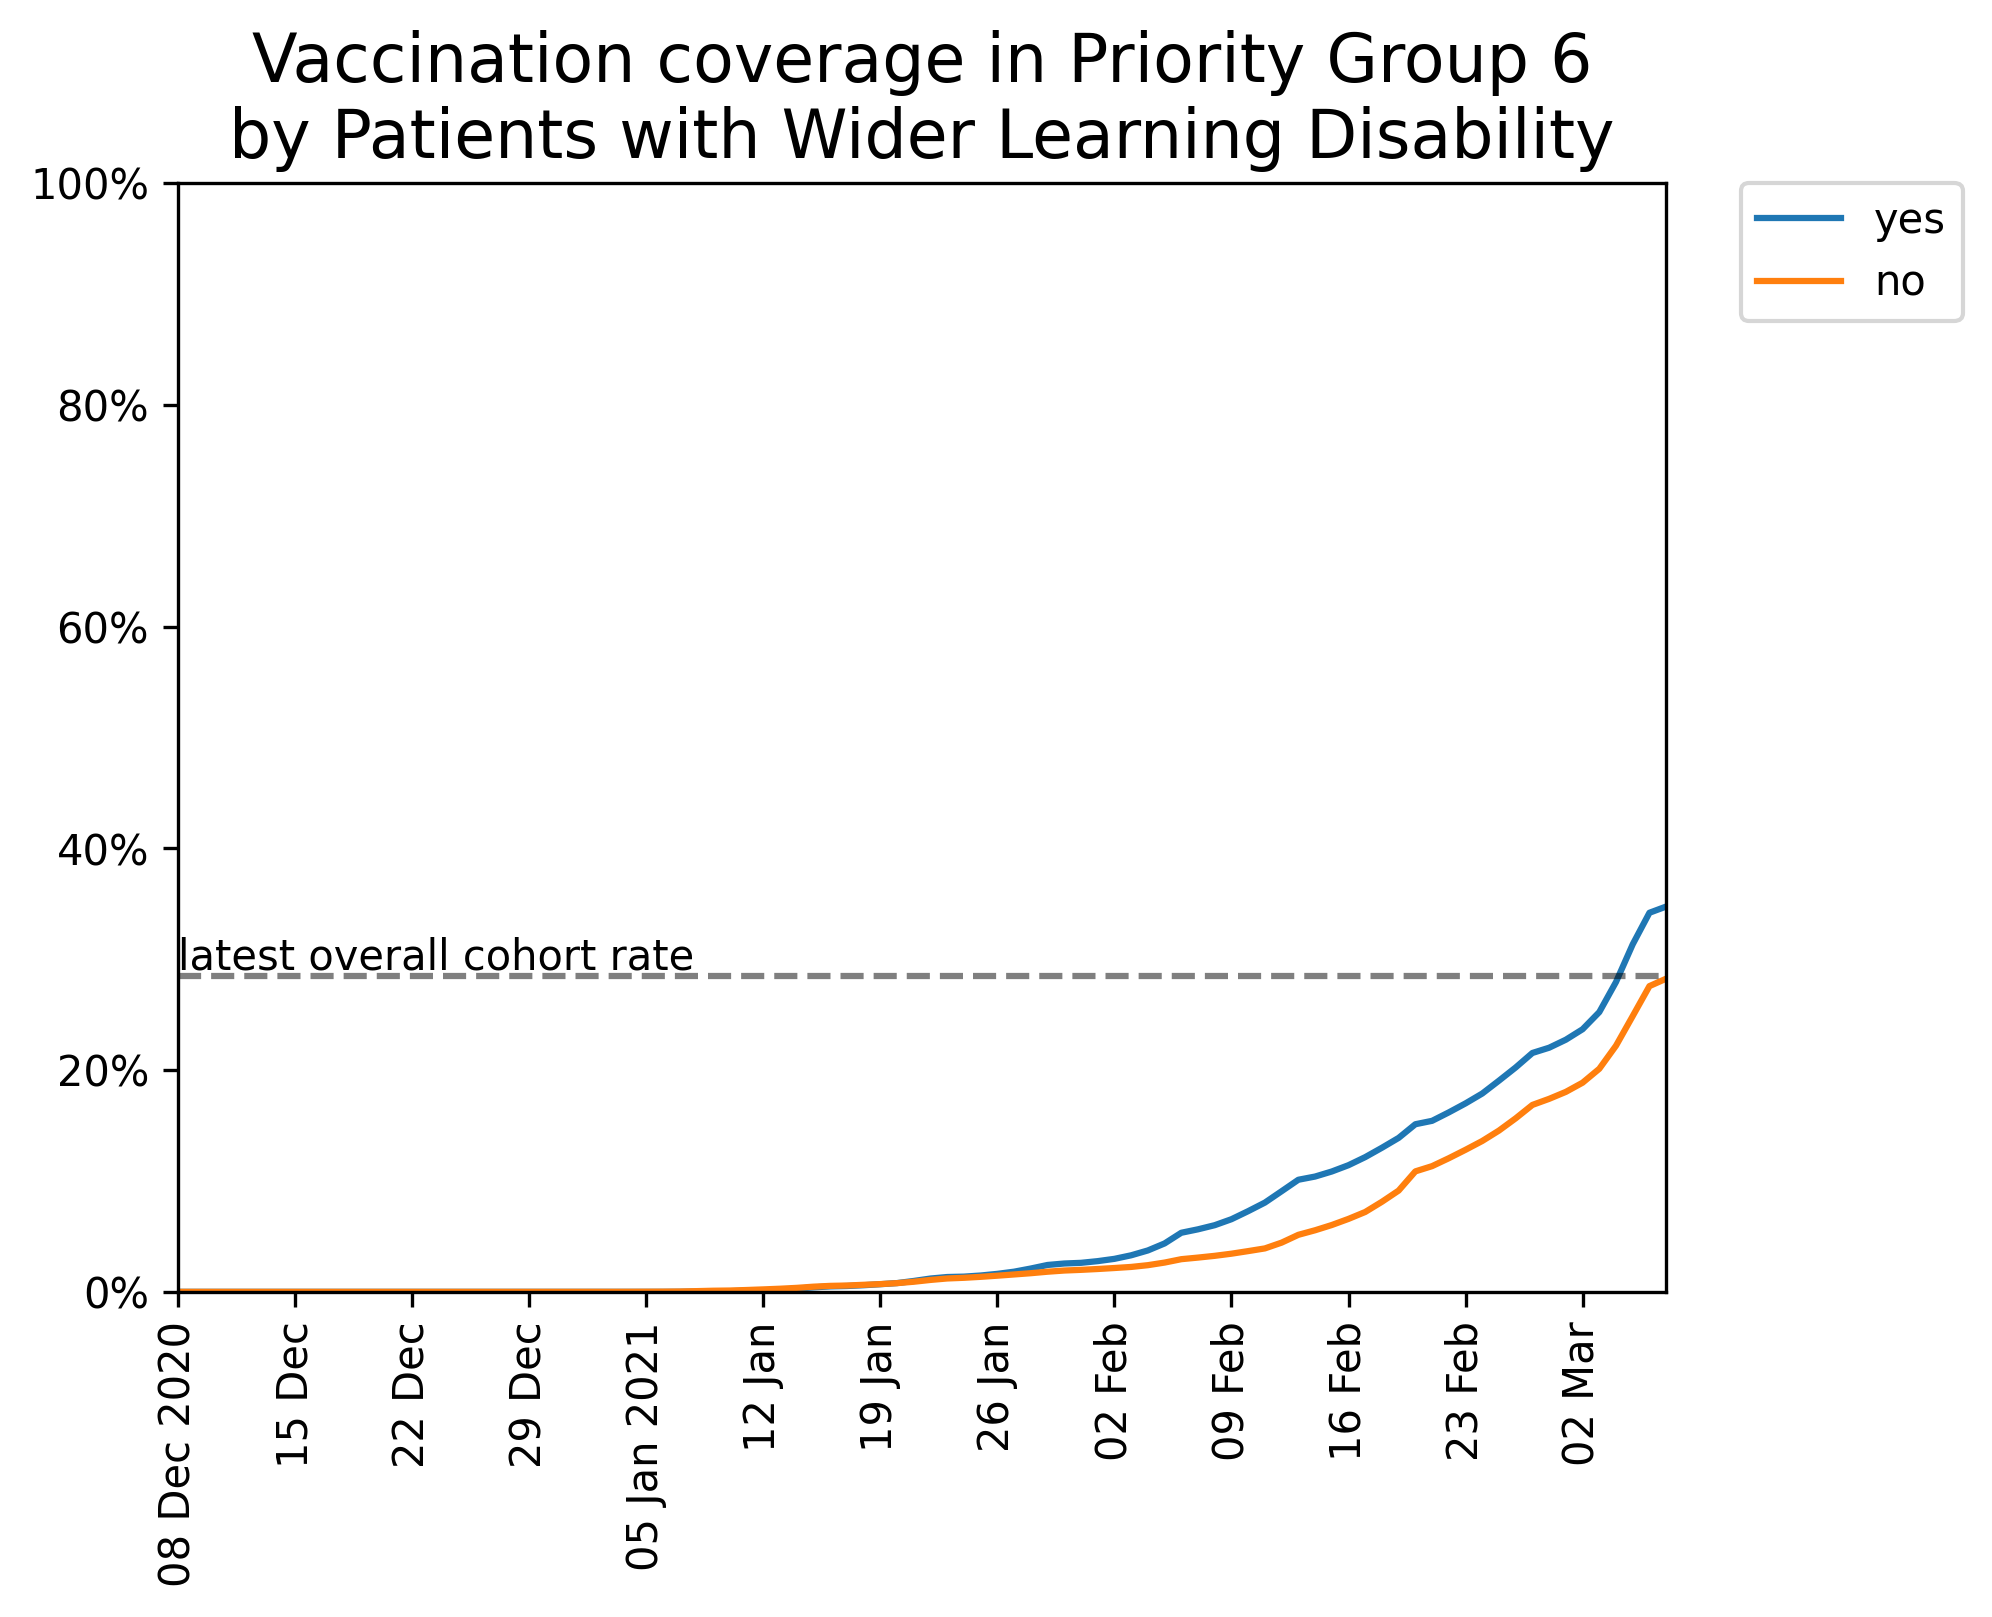 Vaccination coverage in Priority Group 6
by Patients with Wider Learning Disability
100%
80%
60%
40%
20%
0%
latest overall cohort rate
yes
no
08 Dec 2020
15 Dec
22 Dec
29 Dec
05 Jan 2021
12 Jan
19 Jan
26 Jan
02 Feb
09 Feb
16 Feb
23 Feb
02 Mar